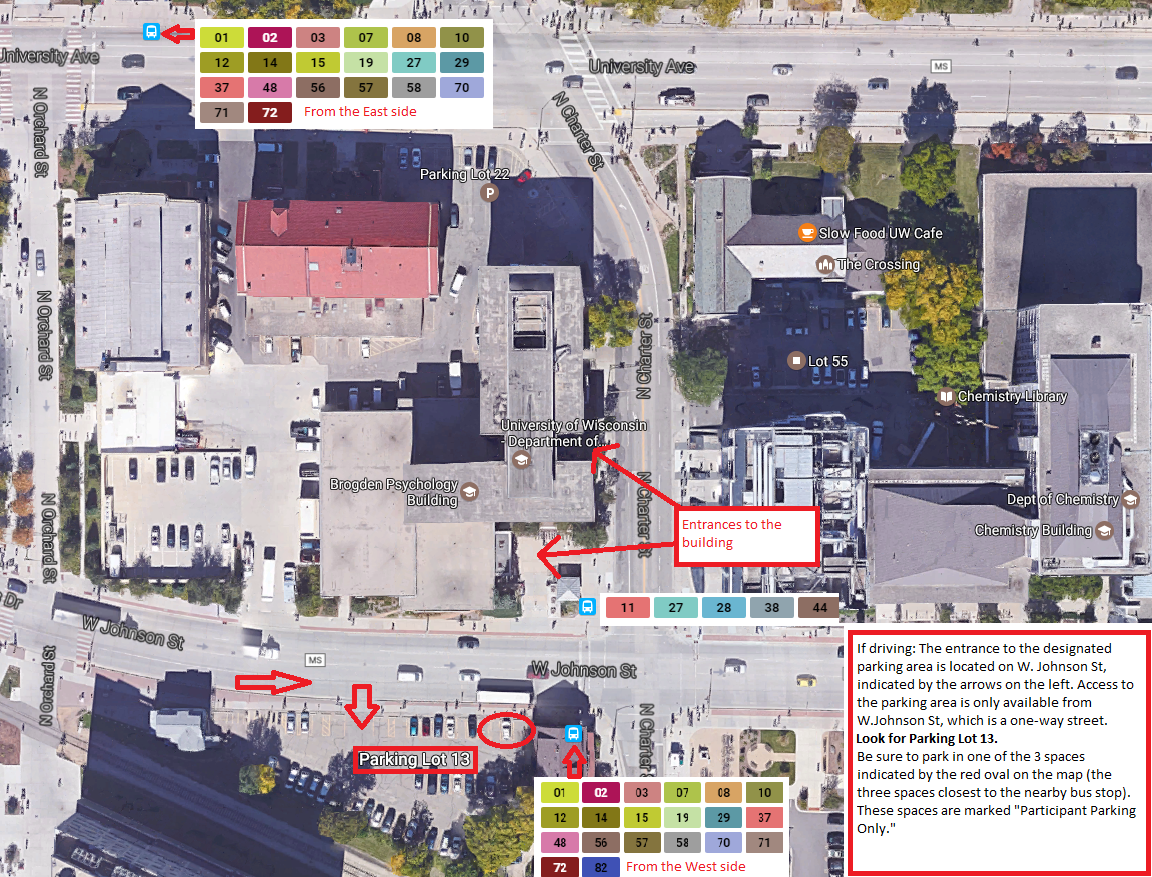 University Ave
01 02 03 07 08 10
12 14 15 19 27 29
37 48 56 57 58 70
71 72 From the East side
University Ave
MS
N Orchard St
N Charter St
Parking Lot 22
P
Slow Food UW Cafe
The Crossing
N Orchard St
N Charter St
Lot 55
Chemistry Library
University of Wisconsin
- Department of...
Brogden Psychology
Building
N Charter St
N Orchard St
Entrances to the
building
Dept of Chemistry
Chemistry Building
Dr
11 27 28 38 44
W Johnson St
MS
W Johnson St
N Orchard St
N Charter S
Parking Lot 13
01 02 03 07 08 10
12 14 15 19 29 37
48 56 57 58 70 71
72 82 From the West side
If driving: The entrance to the designated
parking area is located on W. Johnson St,
indicated by the arrows on the left. Access to
the parking area is only available from
W.Johnson St, which is a one-way street.
Look for Parking Lot 13.
Be sure to park in one of the 3 spaces
indicated by the red oval on the map (the
three spaces closest to the nearby bus stop).
These spaces are marked "Participant Parking
Only."